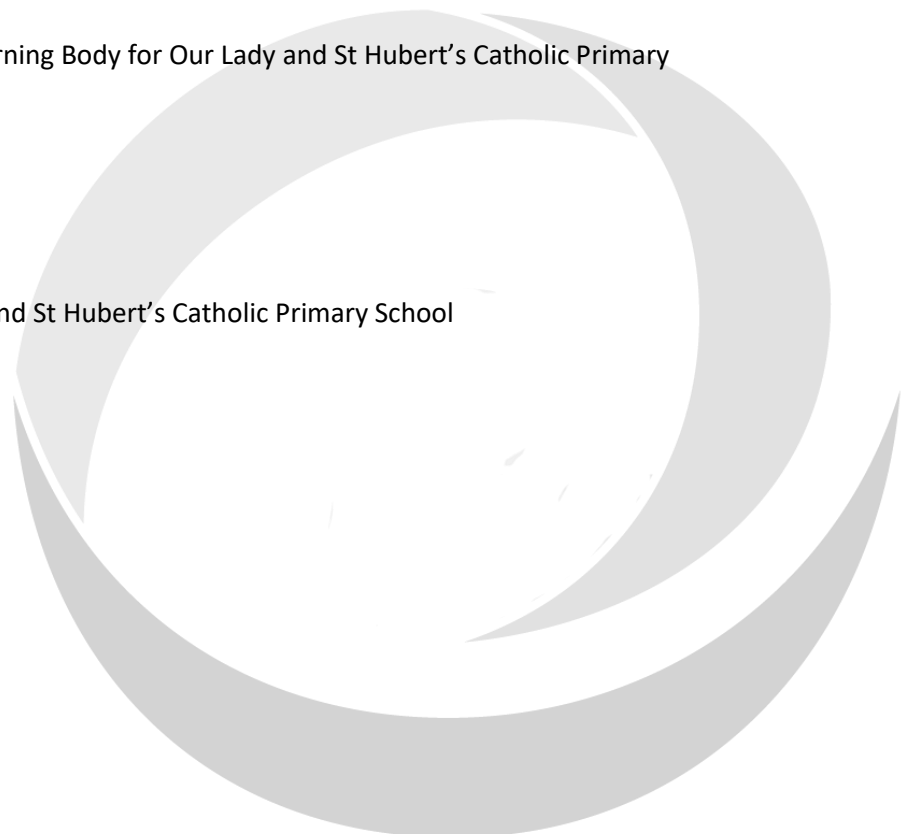 rning Body for Our Lady and St Hubert’s Catholic Primary
nd St Hubert’s Catholic Primary School